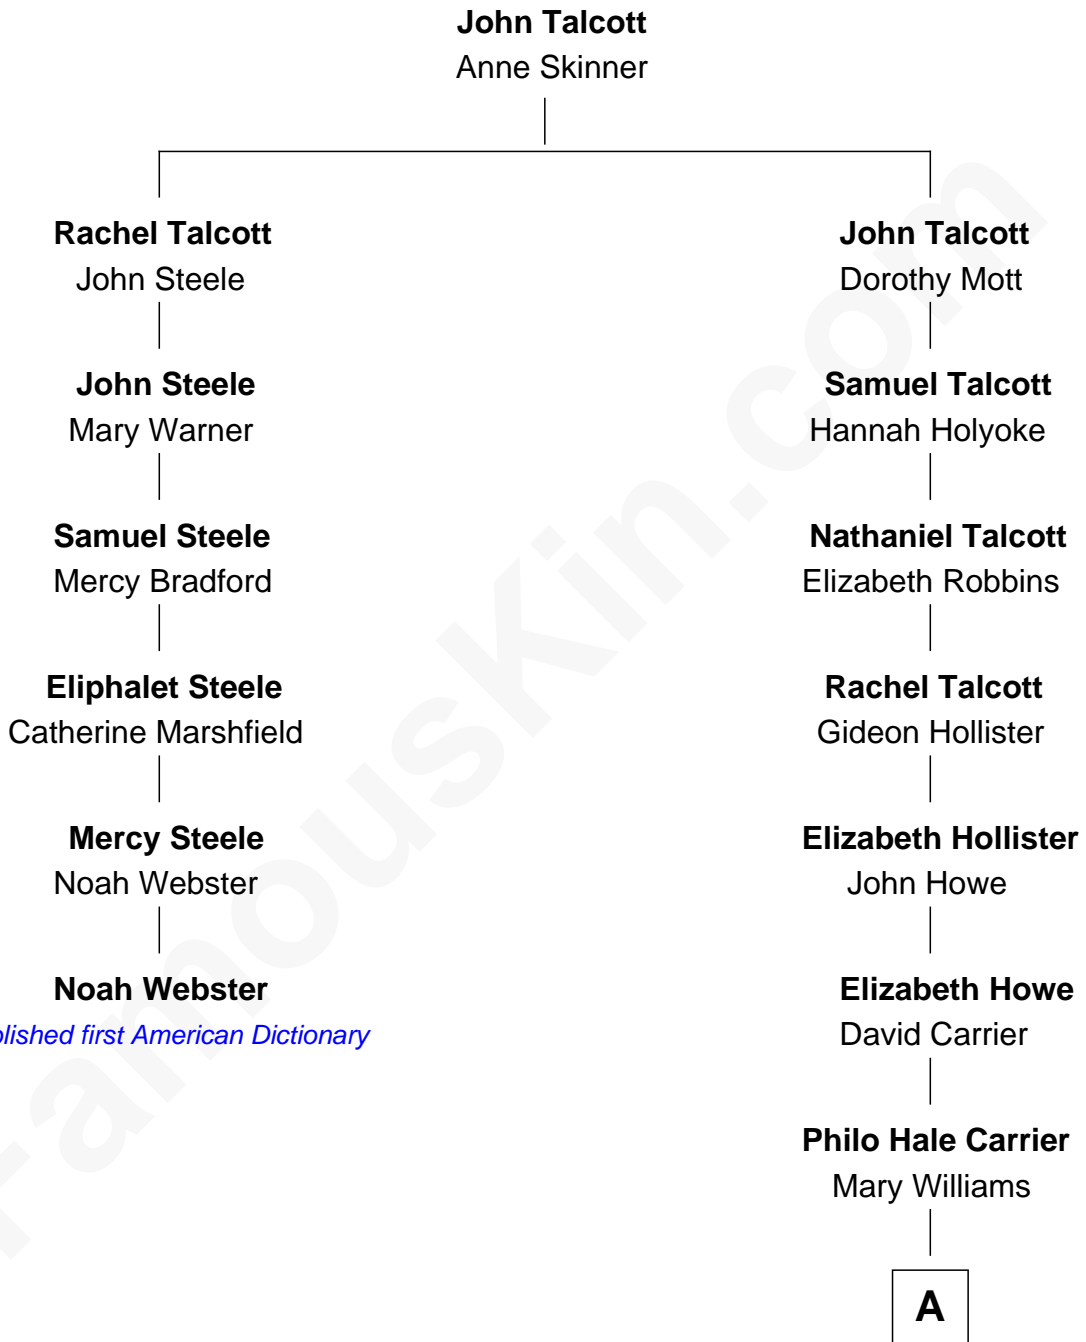 John Talcott
Anne Skinner
Rachel Talcott
John Steele
John Talcott
Dorothy Mott
John Steele
Mary Warner
Samuel Talcott
Hannah Holyoke
Samuel Steele
Mercy Bradford
Nathaniel Talcott
Elizabeth Robbins
Eliphalet Steele
Catherine Marshfield
Rachel Talcott
Gideon Hollister
Mercy Steele
Noah Webster
Elizabeth Hollister
John Howe
Noah Webster
first American Dictionary
Elizabeth Howe
David Carrier
Philo Hale Carrier
Mary Williams
A
FamousKin.com